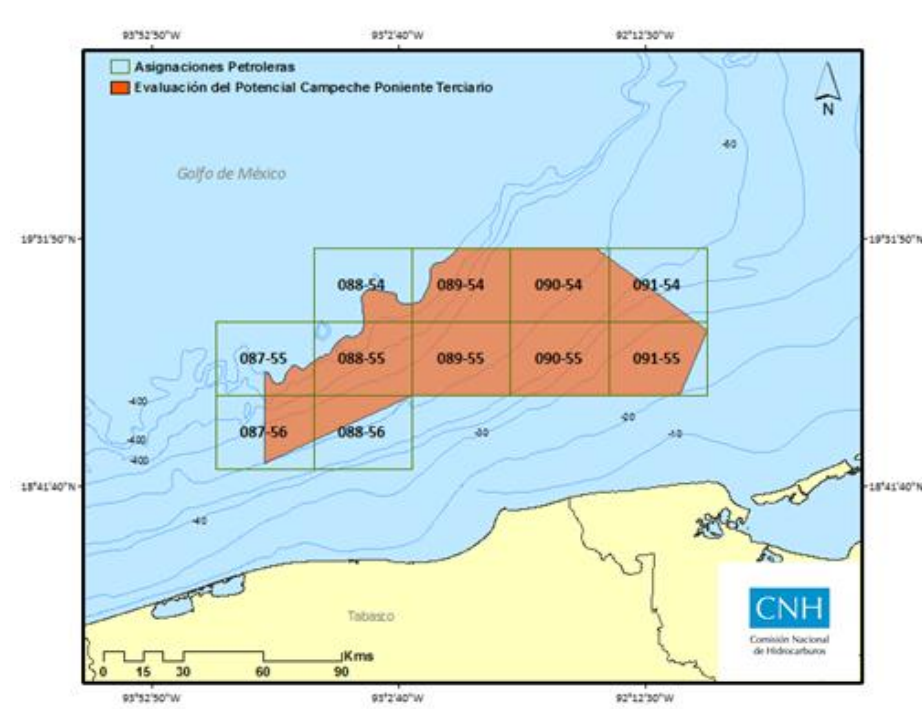 93°52'50"W 93°2'40"W 92°12'30"W
Asignaciones Petroleras
Evaluación del Potencial Campeche Poniente Terciario
N
-60
Golfo de México
19°31'50"N 19°31'50"N
088-54 089-54 090-54 091-54
087-55 088-55 089-55 090-55 091-55
-400
-20
087-56 088-56 -30 -10
-400
-400
18°41'40"N 18°41'40"N
-40
CNH
Comisión Nacional
de Hidrocarburos
Tabasco
Kms
0 15 30 60 90
93°52'50"W 93°2'40"W 92°12'30"W